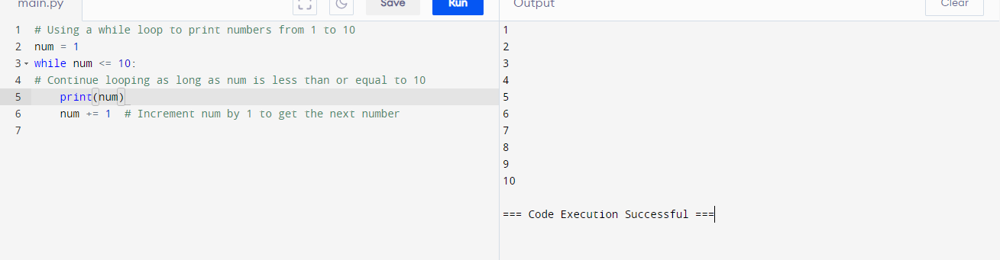 main.py
Save
Run
Output
Clear
1 # Using a while loop to print numbers from 1 to 10
2 num = 1
3 while num <= 10:
4 # Continue looping as long as num is less than or equal to 10
5     print(num)
6     num += 1  # Increment num by 1 to get the next number
7
1
2
3
4
5
6
7
8
9
10
=== Code Execution Successful ===